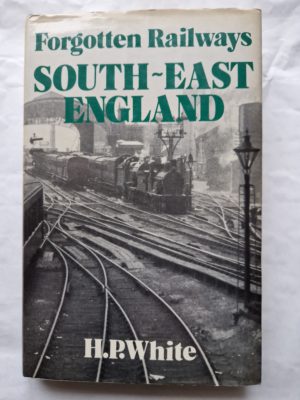 Forgotten Railways
SOUTH~EAST
ENGLAND
H.P.White